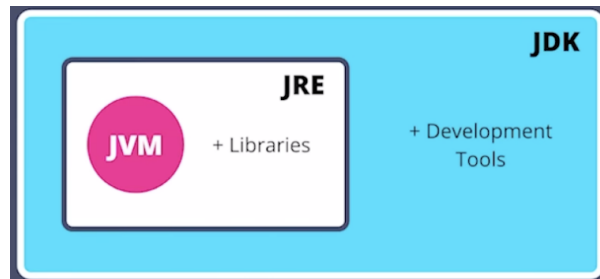 JDK
JRE
JVM
+ Libraries
+ Development
Tools